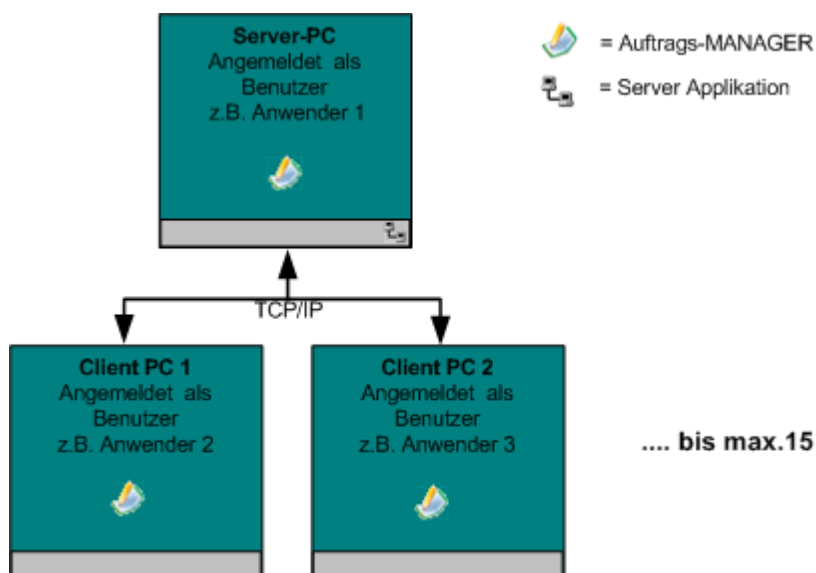 Server-PC
Angemeldet als
Benutzer
z.B. Anwender 1
= Auftrags-MANAGER
= Server Applikation
TCP/IP
Client PC 1
Angemeldet als
Benutzer
z.B. Anwender 2
Client PC 2
Angemeldet als
Benutzer
z.B. Anwender 3
.... bis max.15